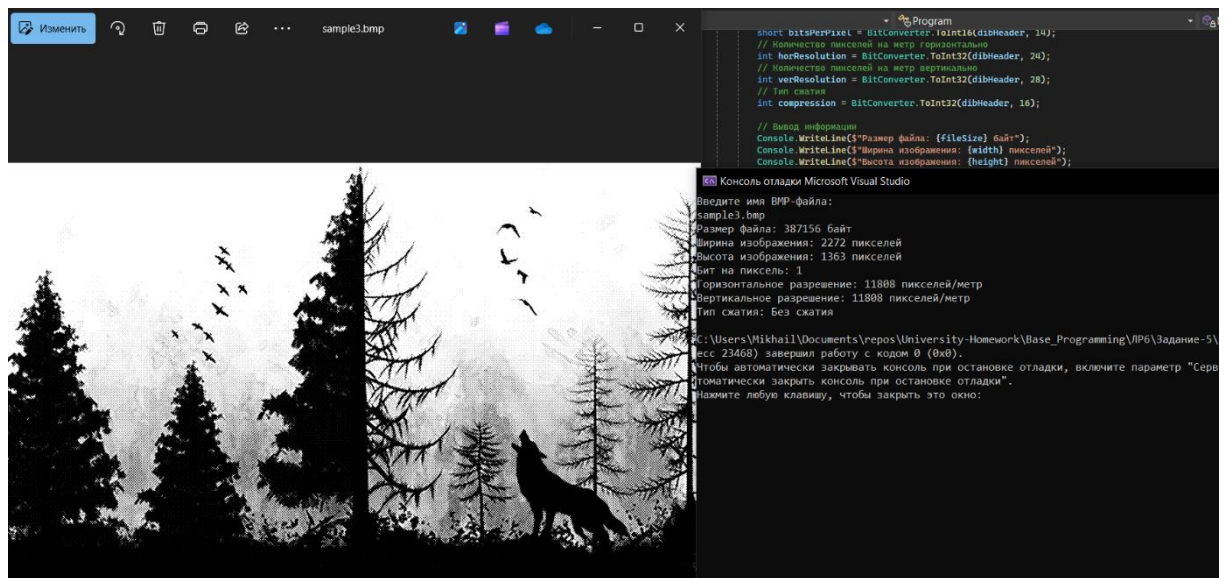 Изменить
sample3.bmp
Program
short bitsPerPixel = BitConverter.ToInt16(dibHeader, 14);
// Количество пикселей на метр горизонтально
int horResolution = BitConverter.ToInt32(dibHeader, 24);
// Количество пикселей на метр вертикально
int verResolution = BitConverter.ToInt32(dibHeader, 28);
// Тип сжатия
int compression = BitConverter.ToInt32(dibHeader, 16);
// Вывод информации
Console.WriteLine($"Размер файла: {fileSize} байт");
Console.WriteLine($"Ширина изображения: {width} пикселей");
Console.WriteLine($"Высота изображения: {height} пикселей");
Консоль отладки Microsoft Visual Studio
Введите имя BMP-файла:
sample3.bmp
Размер файла: 387156 байт
Ширина изображения: 2272 пикселей
Высота изображения: 1363 пикселей
Бит на пиксель: 1
Горизонтальное разрешение: 11808 пикселей/метр
Вертикальное разрешение: 11808 пикселей/метр
Тип сжатия: Без сжатия
C:\Users\Mikhail\Documents\repos\University-Homework\Base_Programming\ЛР6\Задание-5\
есс 23468) завершил работу с кодом 0 (0x0).
Чтобы автоматически закрывать консоль при остановке отладки, включите параметр "Серв
томатически закрыть консоль при остановке отладки".
Нажмите любую клавишу, чтобы закрыть это окно: